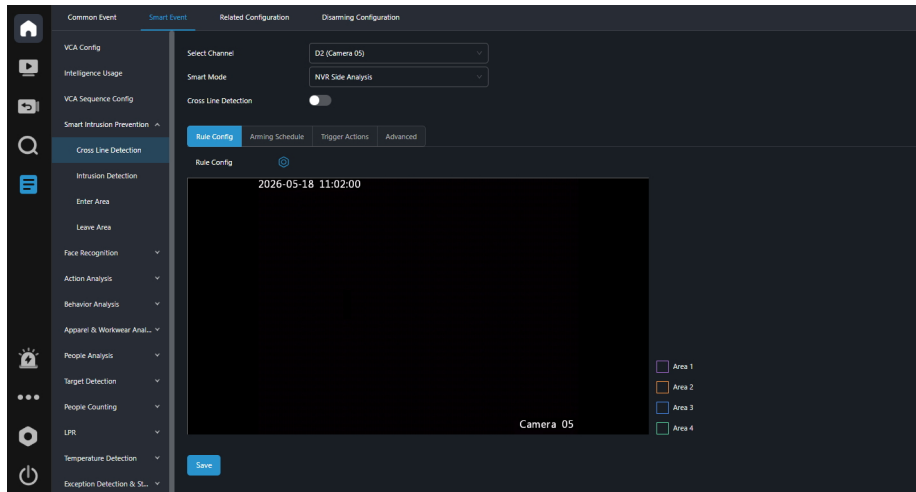 Common Event Smart Event Related Configuration Disarming Configuration
VCA Config
Intelligence Usage
VCA Sequence Config
Smart Intrusion Prevention
Cross Line Detection
Intrusion Detection
Enter Area
Leave Area
Face Recognition
Action Analysis
Behavior Analysis
Apparel & Workwear Anal...
People Analysis
Target Detection
People Counting
LPR
Temperature Detection
Exception Detection & St...
Select Channel D2 (Camera 05)
Smart Mode NVR Side Analysis
Cross Line Detection
Rule Config Arming Schedule Trigger Actions Advanced
Rule Config
2026-05-18 11:02:00
Camera 05
Area 1
Area 2
Area 3
Area 4
Save